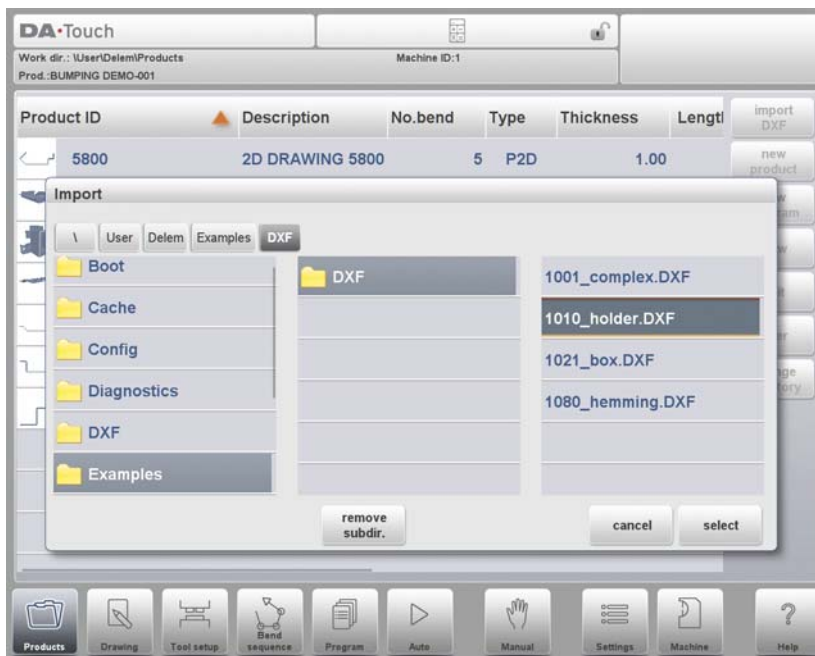 DA·Touch
Work dir.: \User\Delem\Products
Machine ID:1
Prod.:BUMPING DEMO-001
Product ID Description No.bend Type Thickness Lengt
import
DXF
5800 2D DRAWING 5800 5 P2D 1.00
new
product
Import
\ User Delem Examples DXF
Boot DXF 1001_complex.DXF
Cache 1010_holder.DXF
Config 1021_box.DXF
Diagnostics 1080_hemming.DXF
DXF
Examples
remove
subdir.
cancel select
Products Drawing Tool setup Bend
sequence Program Auto Manual Settings Machine Help